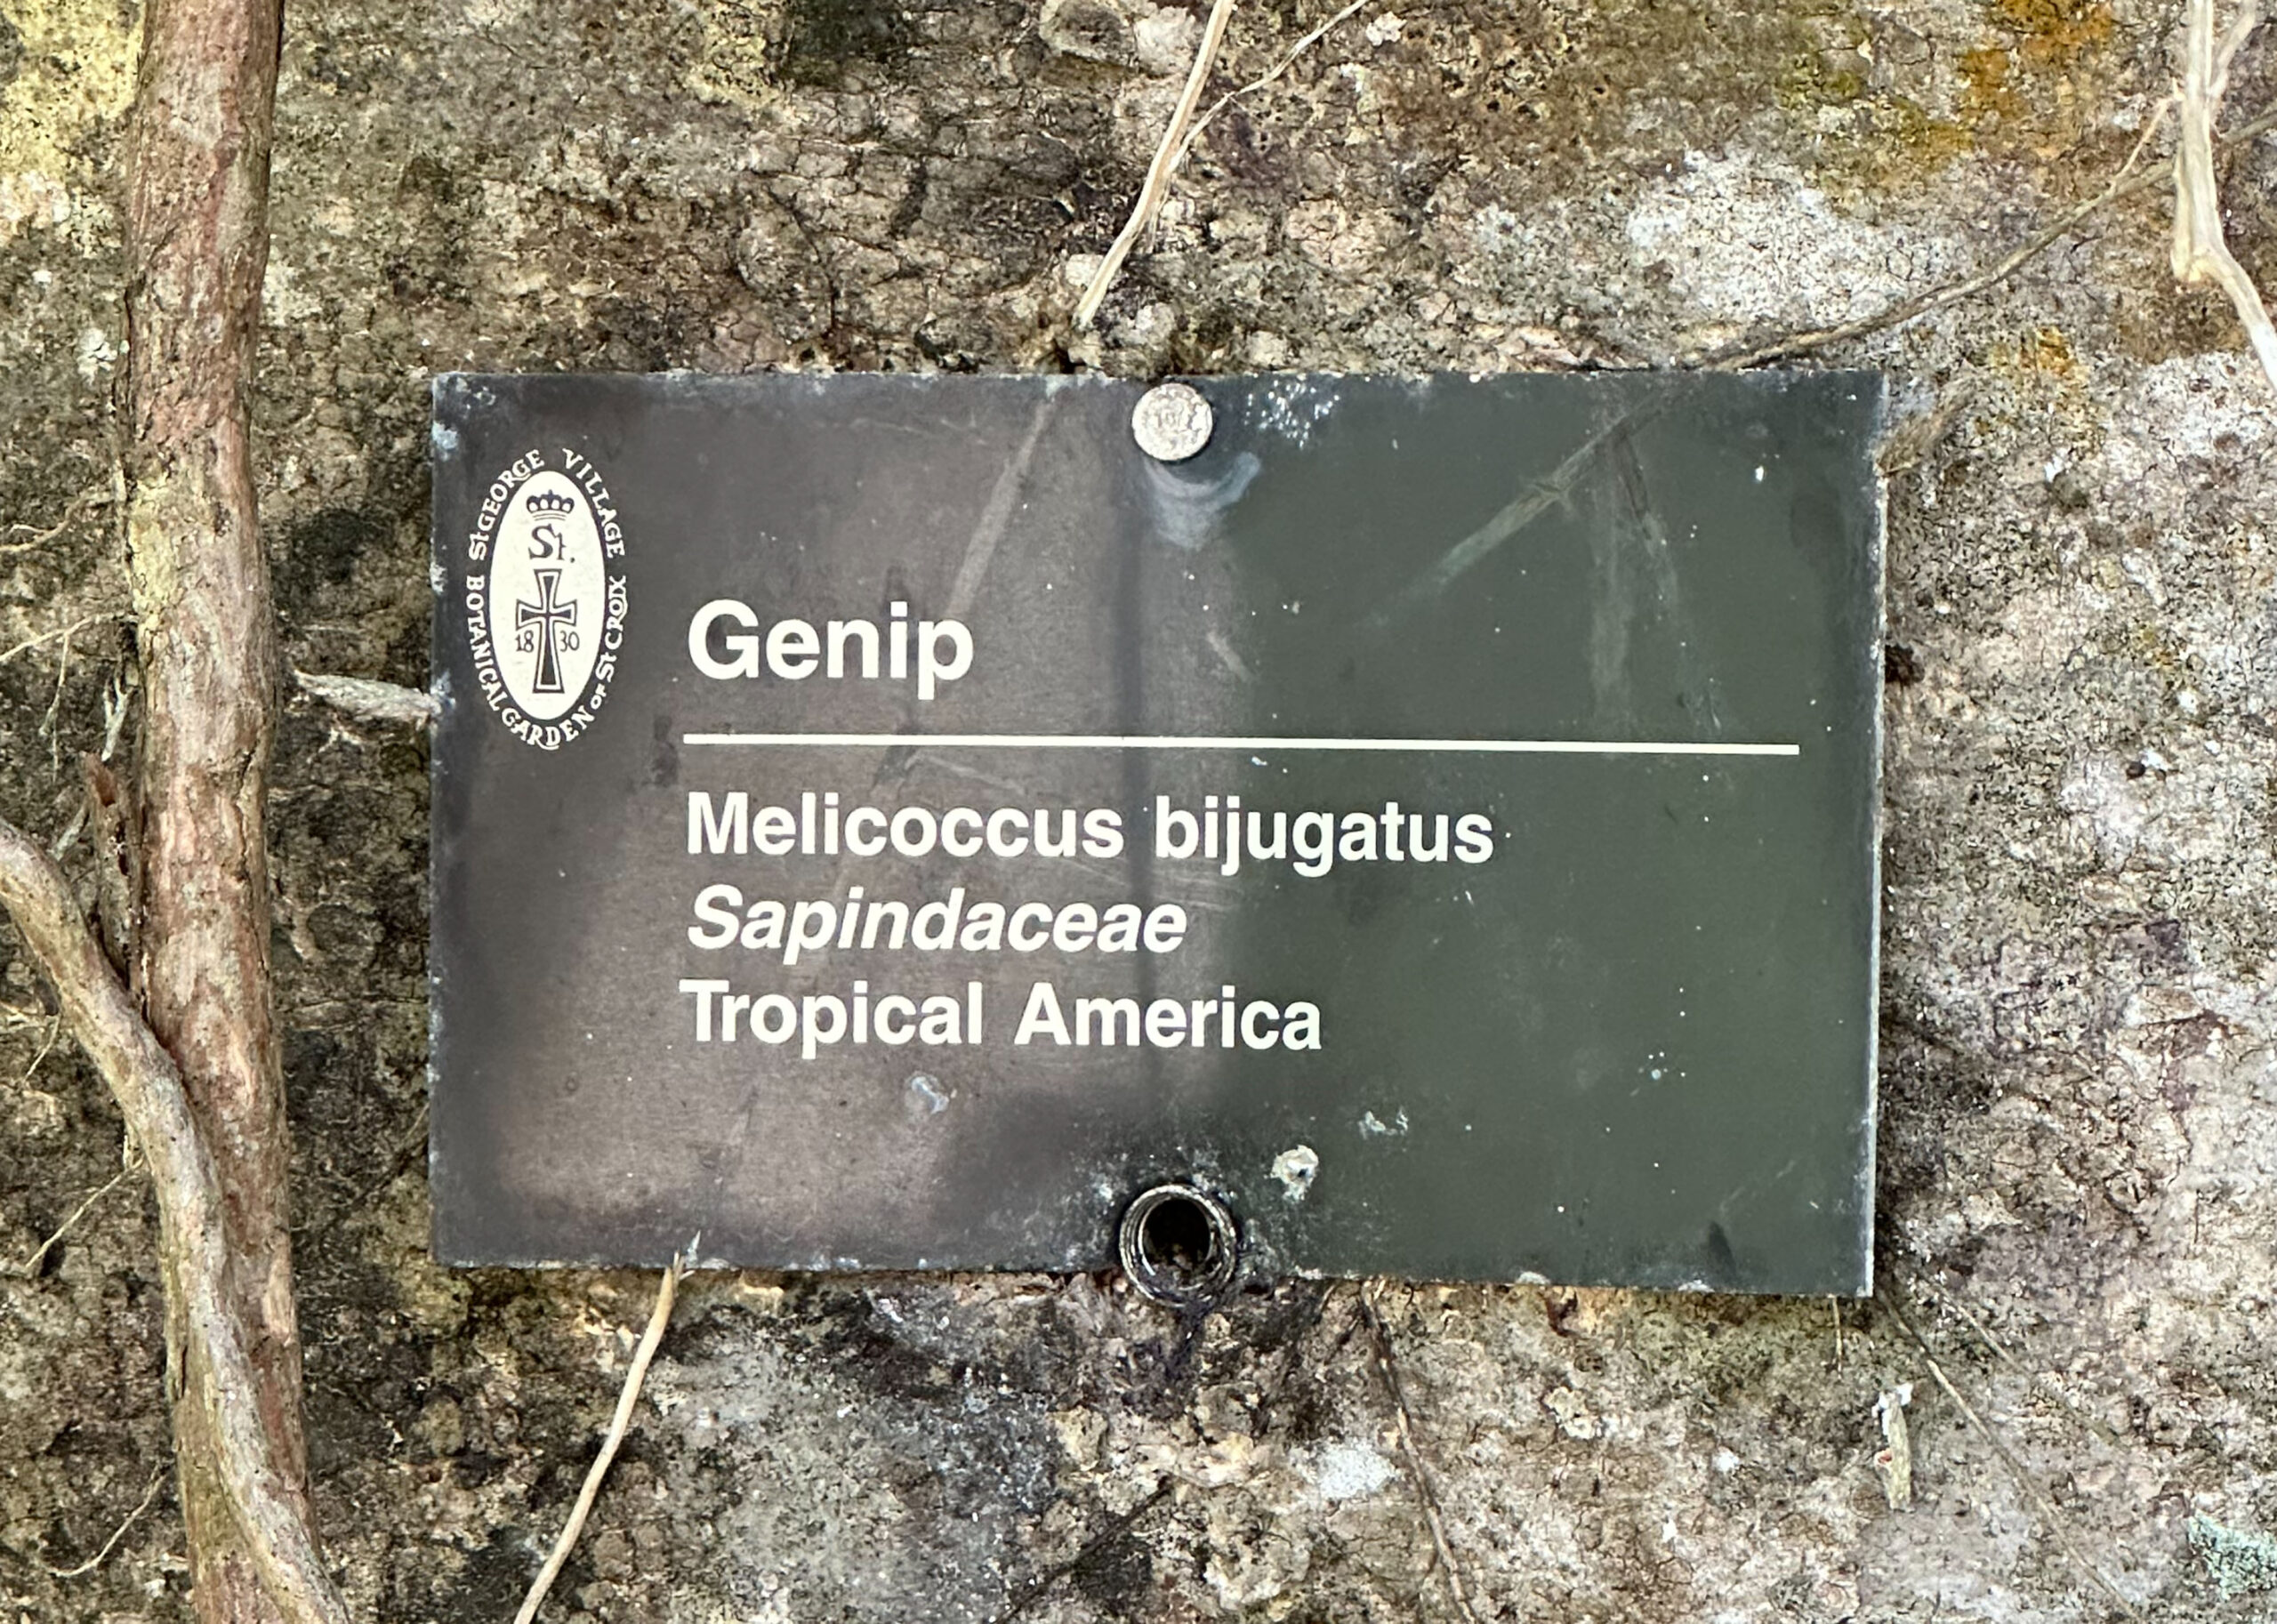 St GEORGE VILLAGE
BOTANICAL GARDEN OF St CROIX
St.
18 30
Genip
Melicoccus bijugatus
Sapindaceae
Tropical America